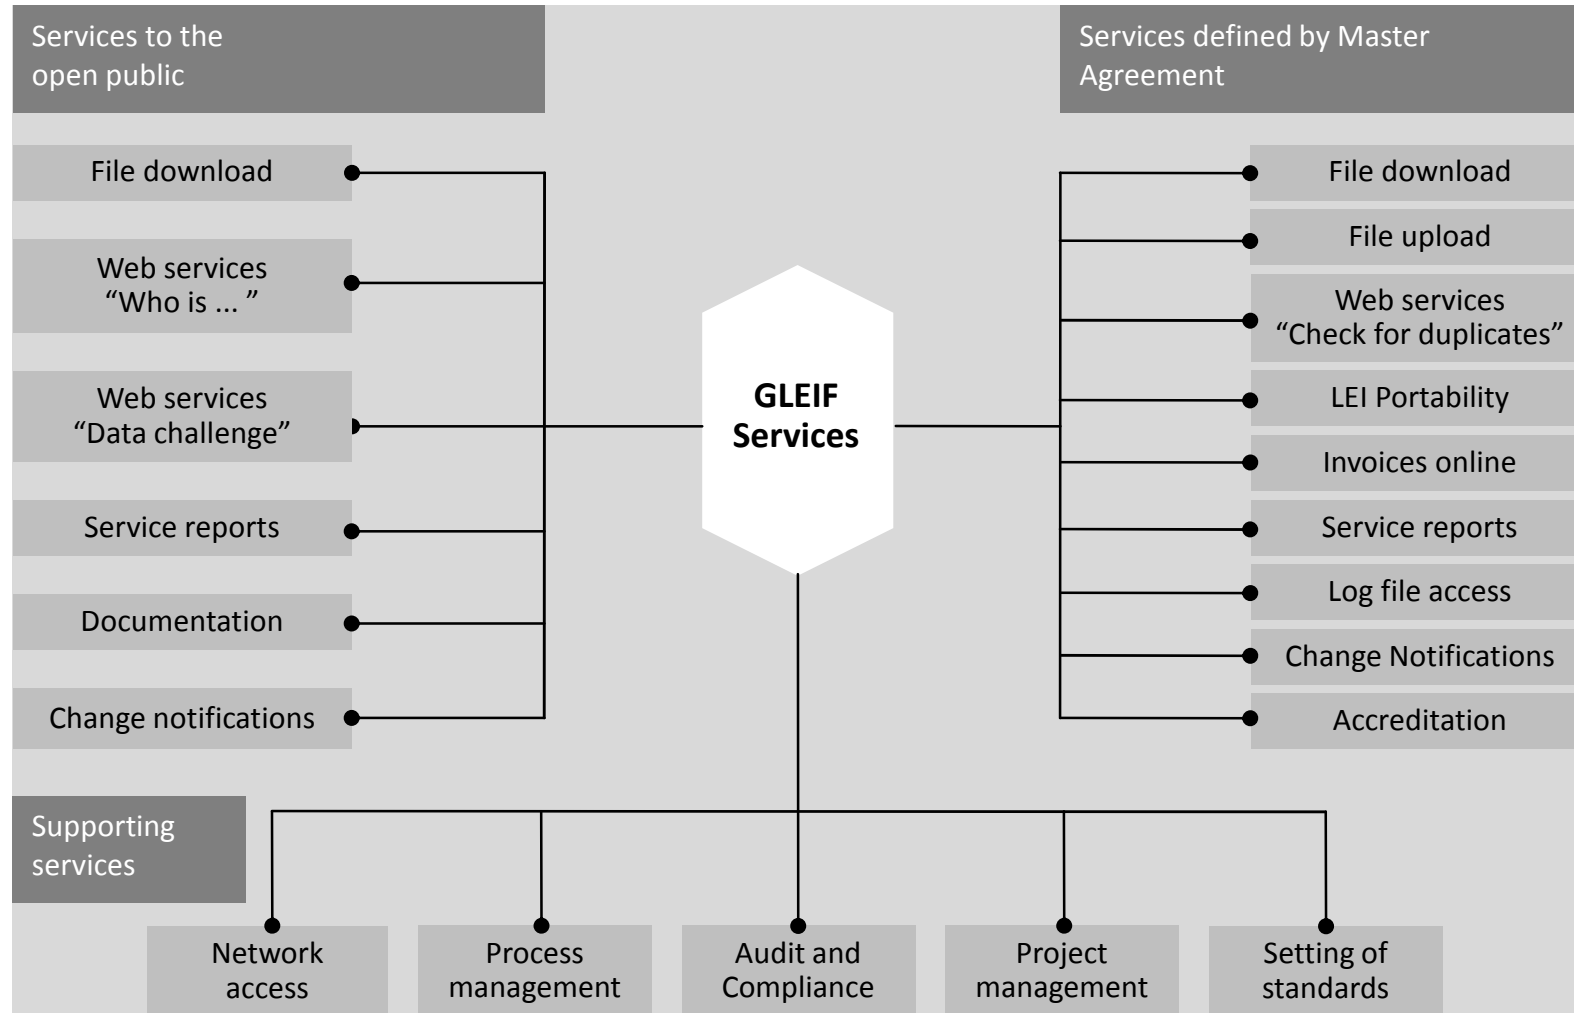 Services to the
open public
Services defined by Master
Agreement
File download
Web services
“Who is ... ”
Web services
“Data challenge”
Service reports
Documentation
Change notifications
GLEIF
Services
File download
File upload
Web services
“Check for duplicates”
LEI Portability
Invoices online
Service reports
Log file access
Change Notifications
Accreditation
Supporting
services
Network
access
Process
management
Audit and
Compliance
Project
management
Setting of
standards